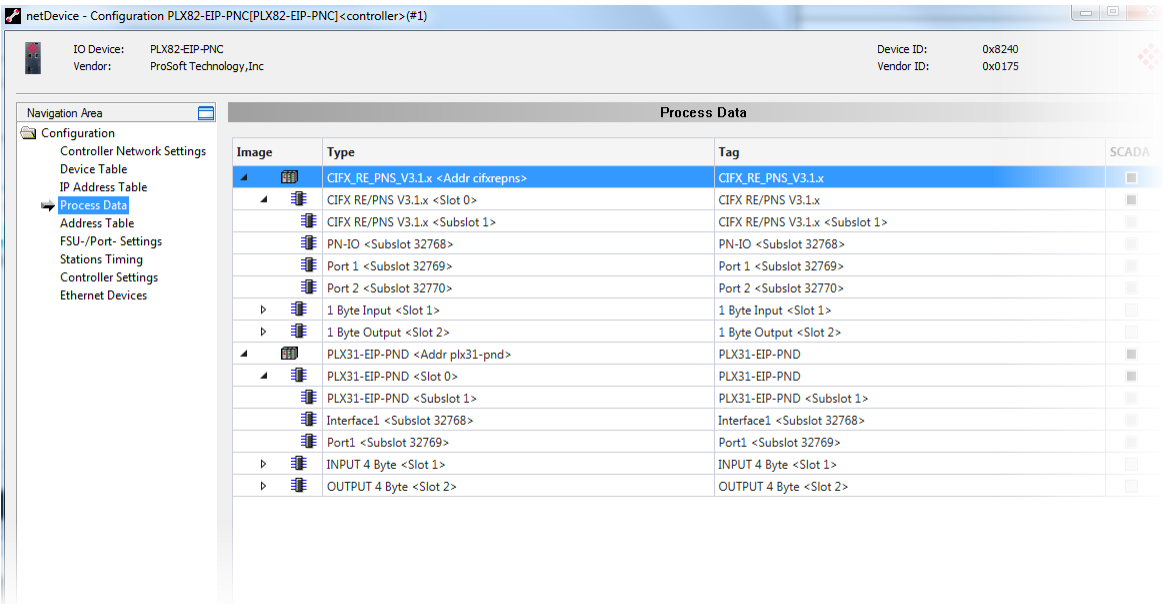 netDevice - Configuration PLX82-EIP-PNC[PLX82-EIP-PNC]<controller>(#1)
IO Device: PLX82-EIP-PNC Device ID: 0x8240
Vendor: ProSoft Technology,Inc Vendor ID: 0x0175
Navigation Area
Configuration
Controller Network Settings
Device Table
IP Address Table
Process Data
Address Table
FSU-/Port- Settings
Stations Timing
Controller Settings
Ethernet Devices
Process Data
Image Type Tag SCADA
CIFX_RE_PNS_V3.1.x <Addr cifxrepns> CIFX_RE_PNS_V3.1.x
CIFX RE/PNS V3.1.x <Slot 0> CIFX RE/PNS V3.1.x
CIFX RE/PNS V3.1.x <Subslot 1> CIFX RE/PNS V3.1.x <Subslot 1>
PN-IO <Subslot 32768> PN-IO <Subslot 32768>
Port 1 <Subslot 32769> Port 1 <Subslot 32769>
Port 2 <Subslot 32770> Port 2 <Subslot 32770>
1 Byte Input <Slot 1> 1 Byte Input <Slot 1>
1 Byte Output <Slot 2> 1 Byte Output <Slot 2>
PLX31-EIP-PND <Addr plx31-pnd> PLX31-EIP-PND
PLX31-EIP-PND <Slot 0> PLX31-EIP-PND
PLX31-EIP-PND <Subslot 1> PLX31-EIP-PND <Subslot 1>
Interface1 <Subslot 32768> Interface1 <Subslot 32768>
Port1 <Subslot 32769> Port1 <Subslot 32769>
INPUT 4 Byte <Slot 1> INPUT 4 Byte <Slot 1>
OUTPUT 4 Byte <Slot 2> OUTPUT 4 Byte <Slot 2>